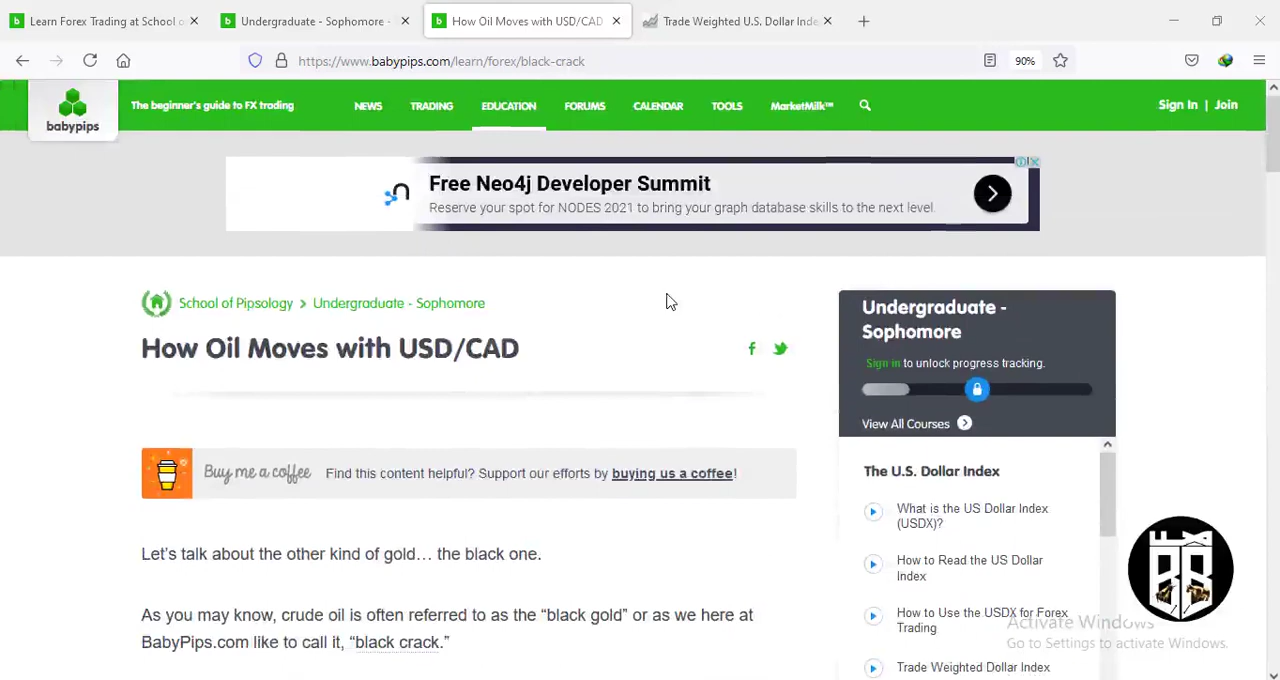 Learn Forex Trading at School o
Undergraduate - Sophomore -
How Oil Moves with USD/CAD
Trade Weighted U.S. Dollar Inde
https://www.babypips.com/learn/forex/black-crack
90%
babypips
The beginner's guide to FX trading
NEWS
TRADING
EDUCATION
FORUMS
CALENDAR
TOOLS
MarketMilk™
Sign In | Join
Free Neo4j Developer Summit
Reserve your spot for NODES 2021 to bring your graph database skills to the next level.
School of Pipsology > Undergraduate - Sophomore
How Oil Moves with USD/CAD
Buy me a coffee
Find this content helpful? Support our efforts by buying us a coffee!
Let's talk about the other kind of gold… the black one.
As you may know, crude oil is often referred to as the "black gold" or as we here at
BabyPips.com like to call it, "black crack."
Undergraduate -
Sophomore
Sign in to unlock progress tracking.
View All Courses
The U.S. Dollar Index
What is the US Dollar Index
(USDX)?
How to Read the US Dollar
Index
How to Use the USDX for Forex
Trading
Trade Weighted Dollar Index
Activate Windows
Go to Settings to activate Windows.